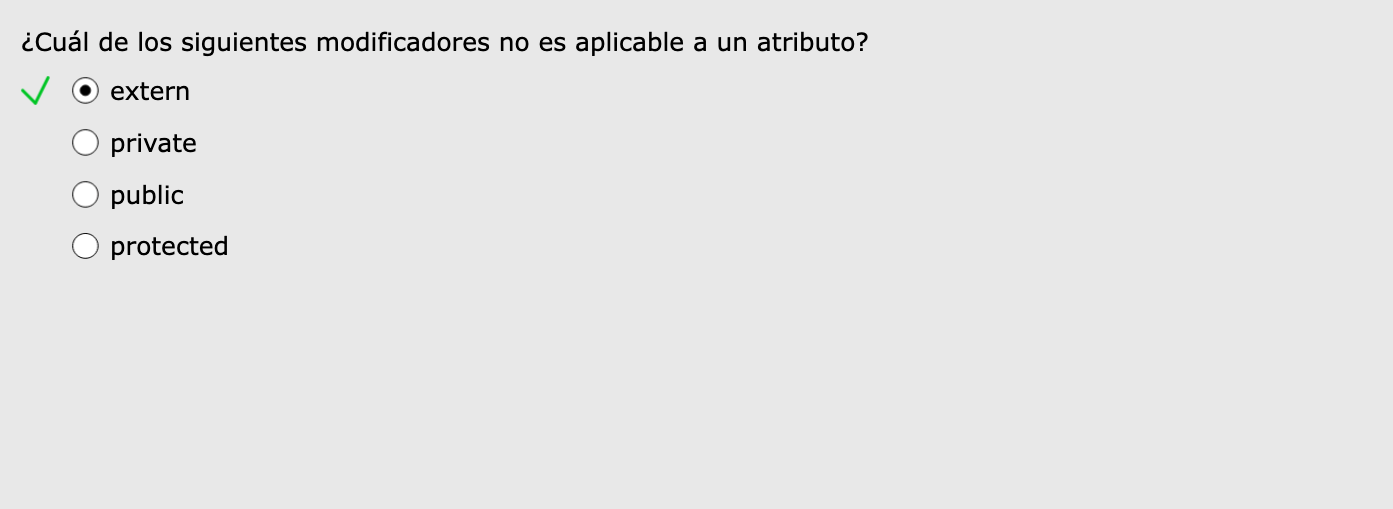 ¿Cuál de los siguientes modificadores no es aplicable a un atributo?
extern
private
public
protected